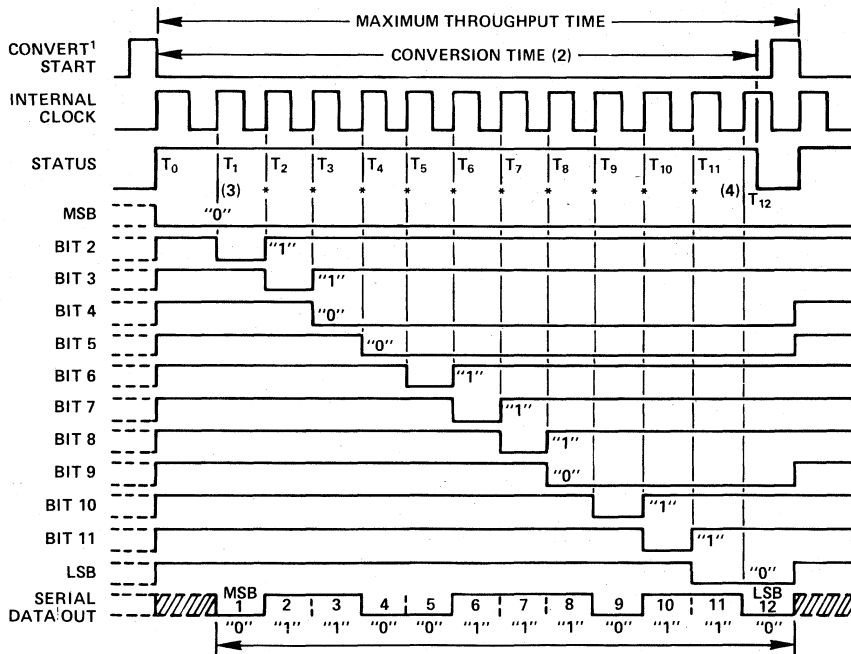 MAXIMUM THROUGHPUT TIME
CONVERT1
START
CONVERSION TIME (2)
INTERNAL
CLOCK
STATUS
T0 T1 T2 T3 T4 T5 T6 T7 T8 T9 T10 T11
(3) * * * * * * * * * * (4) T12
MSB "0"
BIT 2 "1"
BIT 3 "1"
BIT 4 "0"
BIT 5 "0"
BIT 6 "1"
BIT 7 "1"
BIT 8 "1"
BIT 9 "0"
BIT 10 "1"
BIT 11 "1"
LSB "0"
SERIAL
DATA OUT
MSB LSB
1 2 3 4 5 6 7 8 9 10 11 12
"0" "1" "1" "0" "0" "1" "1" "1" "0" "1" "1" "0"